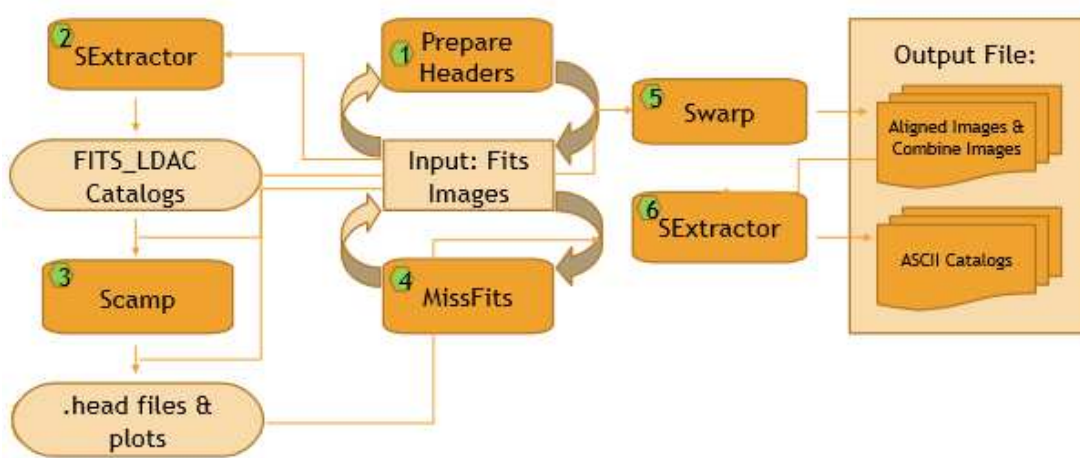 1
Prepare
Headers
2
SExtractor
FITS_LDAC
Catalogs
3
Scamp
.head files &
plots
Input: Fits
Images
4
MissFits
5
Swarp
6
SExtractor
Output File:
Aligned Images &
Combine Images
ASCII Catalogs